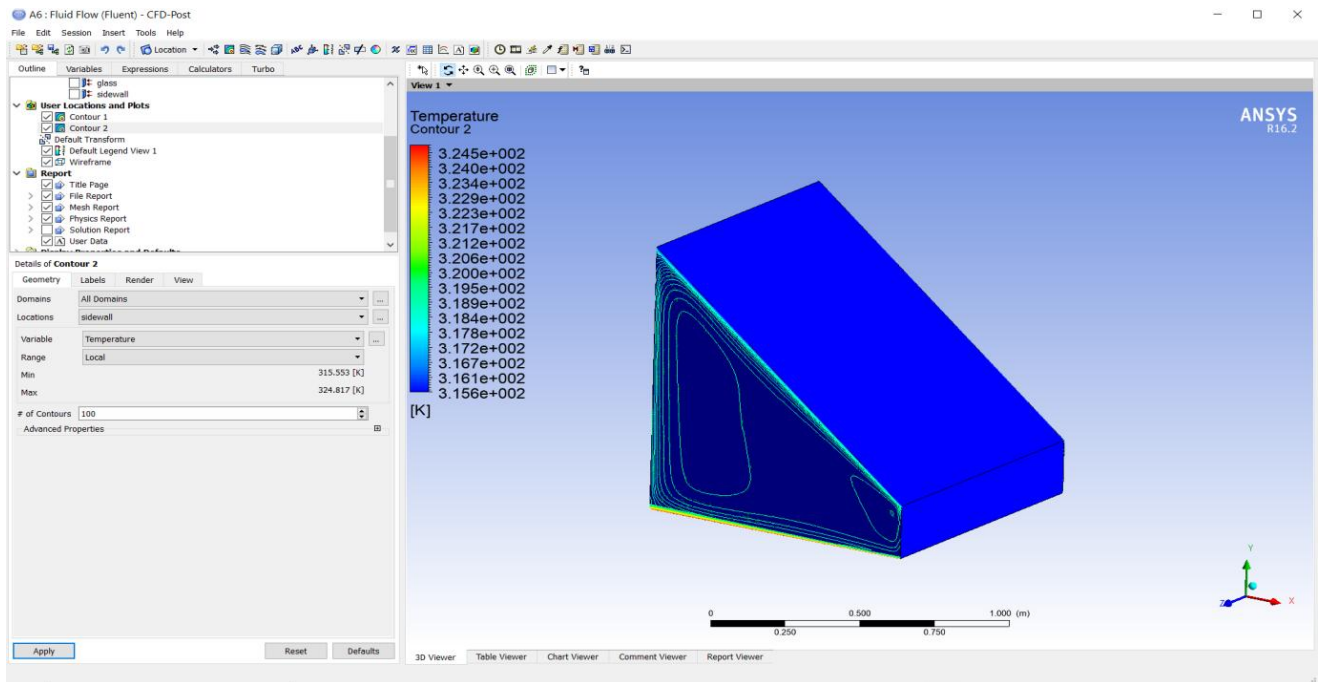 A6 : Fluid Flow (Fluent) - CFD-Post
File Edit Session Insert Tools Help
Location
Outline Variables Expressions Calculators Turbo
glass
sidewall
User Locations and Plots
Contour 1
Contour 2
Default Transform
Default Legend View 1
Wireframe
Report
Title Page
File Report
Mesh Report
Physics Report
Solution Report
User Data
Display Properties and Defaults
Details of Contour 2
Geometry Labels Render View
Domains All Domains ...
Locations sidewall ...
Variable Temperature ...
Range Local
Min 315.553 [K]
Max 324.817 [K]
# of Contours 100
Advanced Properties
Apply Reset Defaults
View 1
Temperature
Contour 2
3.245e+002
3.240e+002
3.234e+002
3.229e+002
3.223e+002
3.217e+002
3.212e+002
3.206e+002
3.200e+002
3.195e+002
3.189e+002
3.184e+002
3.178e+002
3.172e+002
3.167e+002
3.161e+002
3.156e+002
[K]
ANSYS
R16.2
Y
Z X
0 0.500 1.000 (m)
0.250 0.750
3D Viewer Table Viewer Chart Viewer Comment Viewer Report Viewer